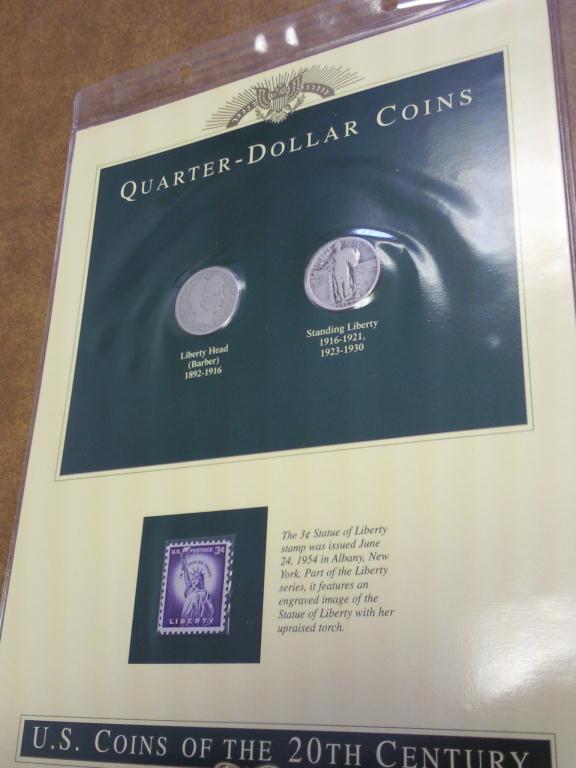 QUARTER-DOLLAR COINS
Liberty Head
(Barber)
1892-1916
Standing Liberty
1916-1921,
1923-1930
U.S. POSTAGE 3¢
LIBERTY
The 3¢ Statue of Liberty
stamp was issued June
24, 1954 in Albany, New
York. Part of the Liberty
series, it features an
engraved image of the
Statue of Liberty with her
upraised torch.
U.S. COINS OF THE 20TH CENTURY